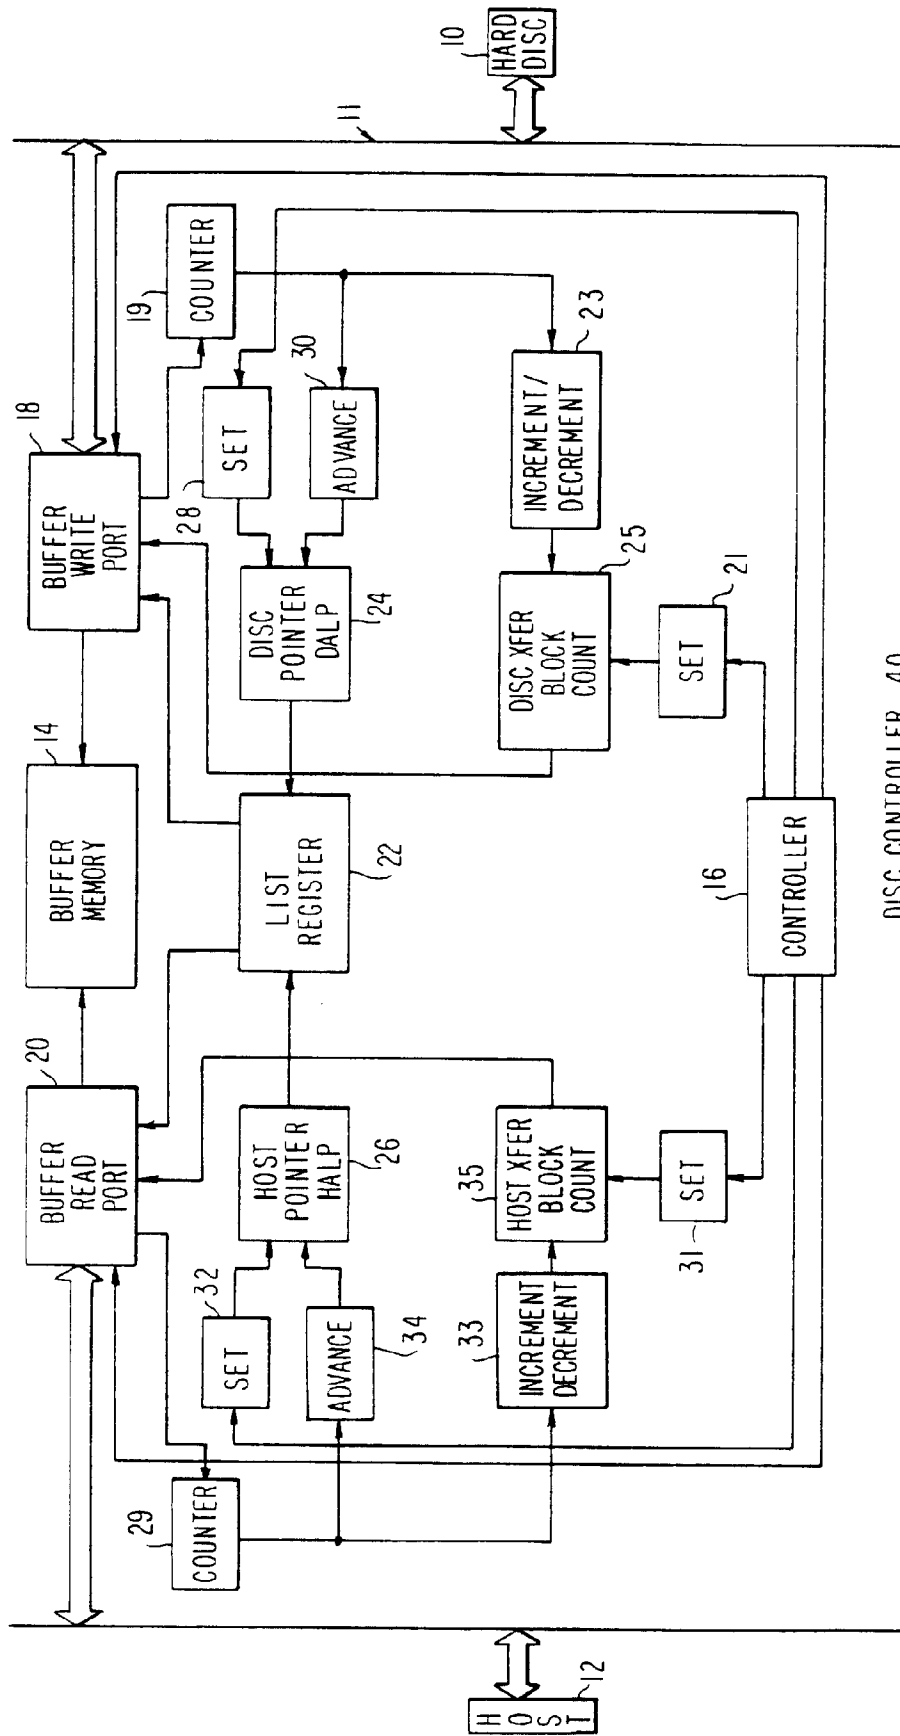 20
BUFFER
READ
PORT
14
BUFFER
MEMORY
18
BUFFER
WRITE
PORT
29
COUNTER
19
COUNTER
11
32
SET
ADVANCE
34
HOST
POINTER
HALP
26
LIST
REGISTER
22
DISC
POINTER
DALP
24
28
SET
30
ADVANCE
12
HOST
10
HARD
DISC
33
INCREMENT
DECREMENT
35
HOST XFER
BLOCK
COUNT
DISC XFER
BLOCK
COUNT
25
INCREMENT/
DECREMENT
23
31
SET
SET
21
16
CONTROLLER
DISC CONTROLLER 40